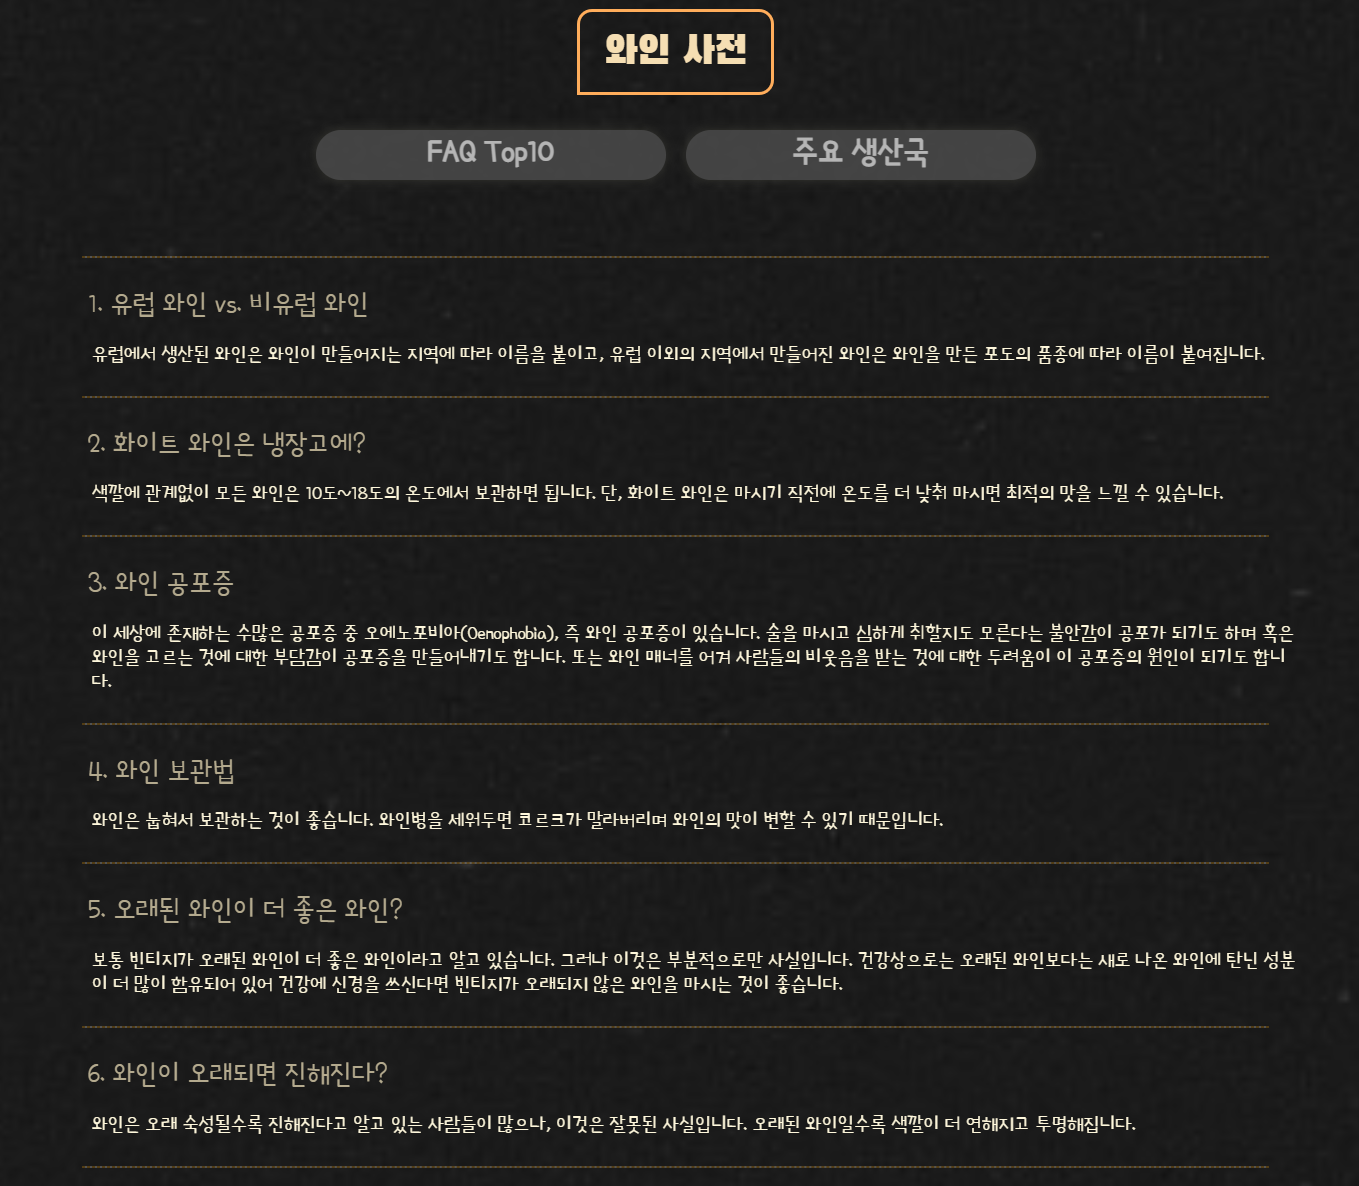 와인 사전
FAQ Top10
주요 생산국
1. 유럽 와인 vs. 비유럽 와인
유럽에서 생산된 와인은 와인이 만들어지는 지역에 따라 이름을 붙이고, 유럽 이외의 지역에서 만들어진 와인은 와인을 만든 포도의 품종에 따라 이름이 붙여집니다.
2. 화이트 와인은 냉장고에?
색깔에 관계없이 모든 와인은 10도~18도의 온도에서 보관하면 됩니다. 단, 화이트 와인은 마시기 직전에 온도를 더 낮춰 마시면 최적의 맛을 느낄 수 있습니다.
3. 와인 공포증
이 세상에 존재하는 수많은 공포증 중 오에노포비아(Oenophobia), 즉 와인 공포증이 있습니다. 술을 마시고 심하게 취할지도 모른다는 불안감이 공포가 되기도 하며 혹은
와인을 고르는 것에 대한 부담감이 공포증을 만들어내기도 합니다. 또는 와인 매너를 어겨 사람들의 비웃음을 받는 것에 대한 두려움이 이 공포증의 원인이 되기도 합니
다.
4. 와인 보관법
와인은 눕혀서 보관하는 것이 좋습니다. 와인병을 세워두면 코르크가 말라버리며 와인의 맛이 변할 수 있기 때문입니다.
5. 오래된 와인이 더 좋은 와인?
보통 빈티지가 오래된 와인이 더 좋은 와인이라고 알고 있습니다. 그러나 이것은 부분적으로만 사실입니다. 건강상으로는 오래된 와인보다는 새로 나온 와인에 탄닌 성분
이 더 많이 함유되어 있어 건강에 신경을 쓰신다면 빈티지가 오래되지 않은 와인을 마시는 것이 좋습니다.
6. 와인이 오래되면 진해진다?
와인은 오래 숙성될수록 진해진다고 알고 있는 사람들이 많으나, 이것은 잘못된 사실입니다. 오래된 와인일수록 색깔이 더 연해지고 투명해집니다.